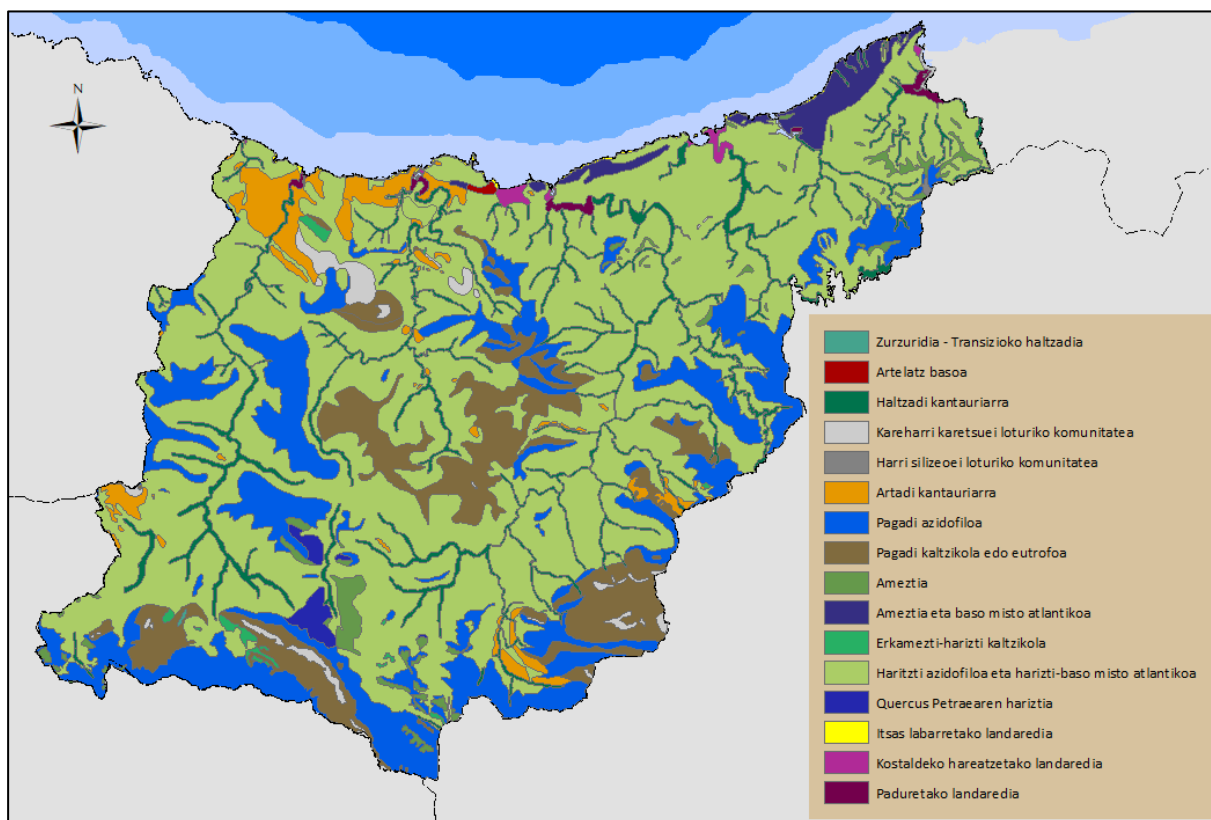 N
Zurzuridia - Transizioko haltzadia
Artelatz basoa
Haltzadi kantauriarra
Kareharri karetsuei loturiko komunitatea
Harri silizeoei loturiko komunitatea
Artadi kantauriarra
Pagadi azidofiloa
Pagadi kaltzikola edo eutrofoa
Ameztia
Ameztia eta baso misto atlantikoa
Erkamezti-harizti kaltzikola
Haritzti azidofiloa eta harizti-baso misto atlantikoa
Quercus Petraearen hariztia
Itsas labarretako landaredia
Kostaldeko hareatzetako landaredia
Paduretako landaredia